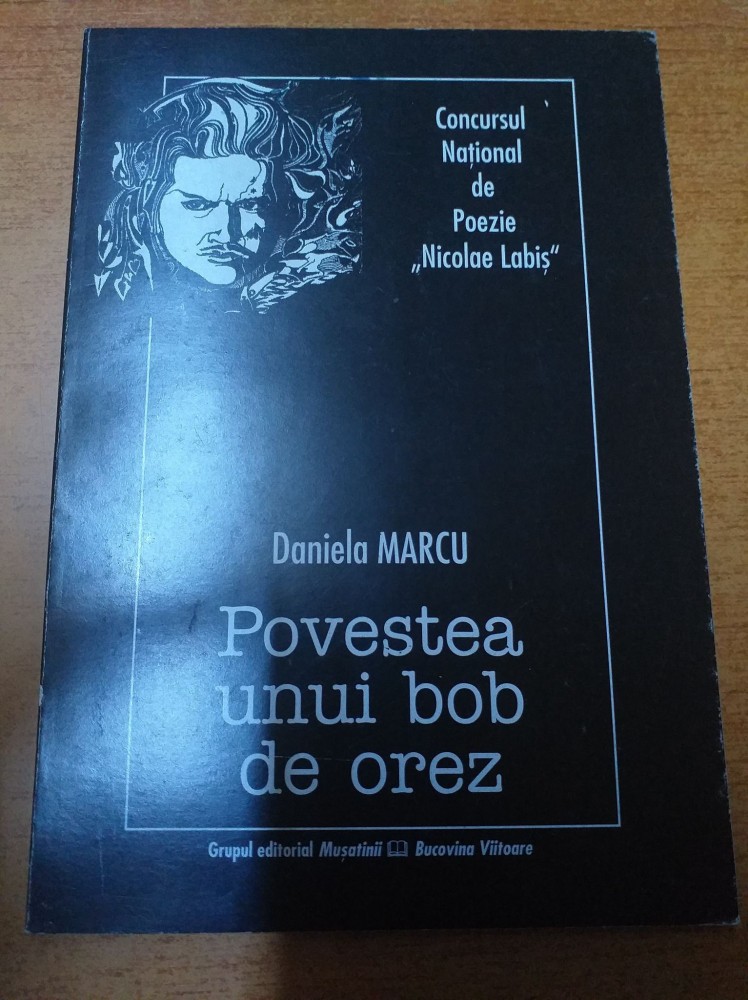 Concursul
Național
de
Poezie
„Nicolae Labiș“
Daniela MARCU
Povestea
unui bob
de orez
Grupul editorial Mușatinii Bucovina Viitoare